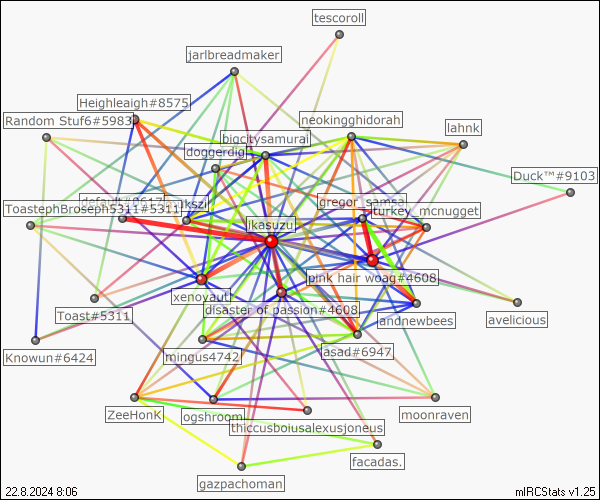 tescoroll
jarlbreadmaker
Heighleaigh#8575
neokingghidorah
Random Stuf6#5983
lahnk
bigcitysamurai
doggerdig
Duck™#9103
gregor_samsa
default#0617
ToastephBroseph5311#5311
turkey_mcnugget
ikasuzu
pink hair woag#4608
xenoyautl
disaster of passion#4608
Toast#5311
andnewbees
avelicious
Knowun#6424
mingus4742
asad#6947
ZeeHonK
ogshroom
moonraven
thiccusboiusalexusjoneus
facadas.
gazpachoman
22.8.2024 8:06
mIRCStats v1.25